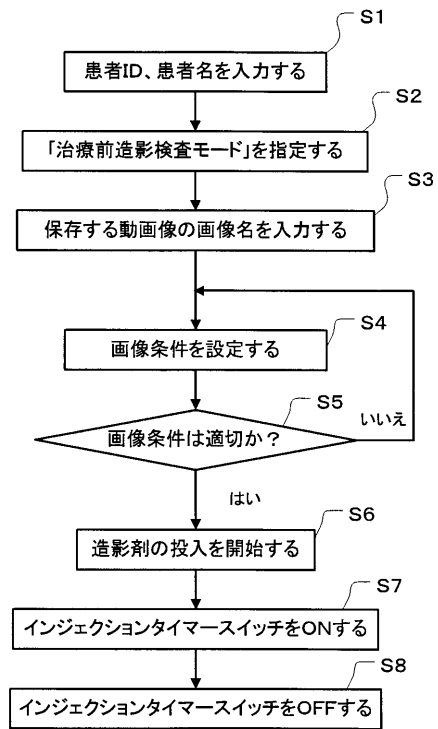 S1
患者ID、患者名を入力する
S2
「治療前造影検査モード」を指定する
S3
保存する動画像の画像名を入力する
S4
画像条件を設定する
S5
画像条件は適切か？
いいえ
はい
S6
造影剤の投入を開始する
S7
インジェクションタイマースイッチをONする
S8
インジェクションタイマースイッチをOFFする